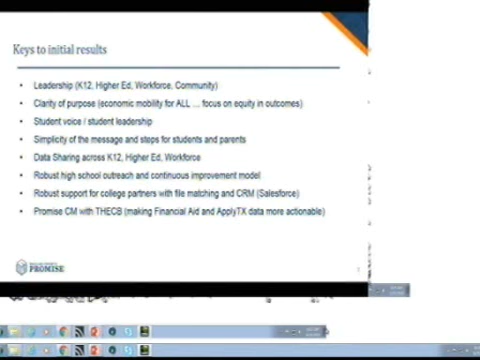 Keys to initial results
• Leadership (K12, Higher Ed, Workforce, Community)
• Clarity of purpose (economic mobility for ALL ... focus on equity in outcomes)
• Student voice / student leadership
• Simplicity of the message and steps for students and parents
• Data Sharing across K12, Higher Ed, Workforce
• Robust high school outreach and continuous improvement model
• Robust support for college partners with file matching and CRM (Salesforce)
• Promise CM with THECB (making Financial Aid and ApplyTX data more actionable)
PROMISE